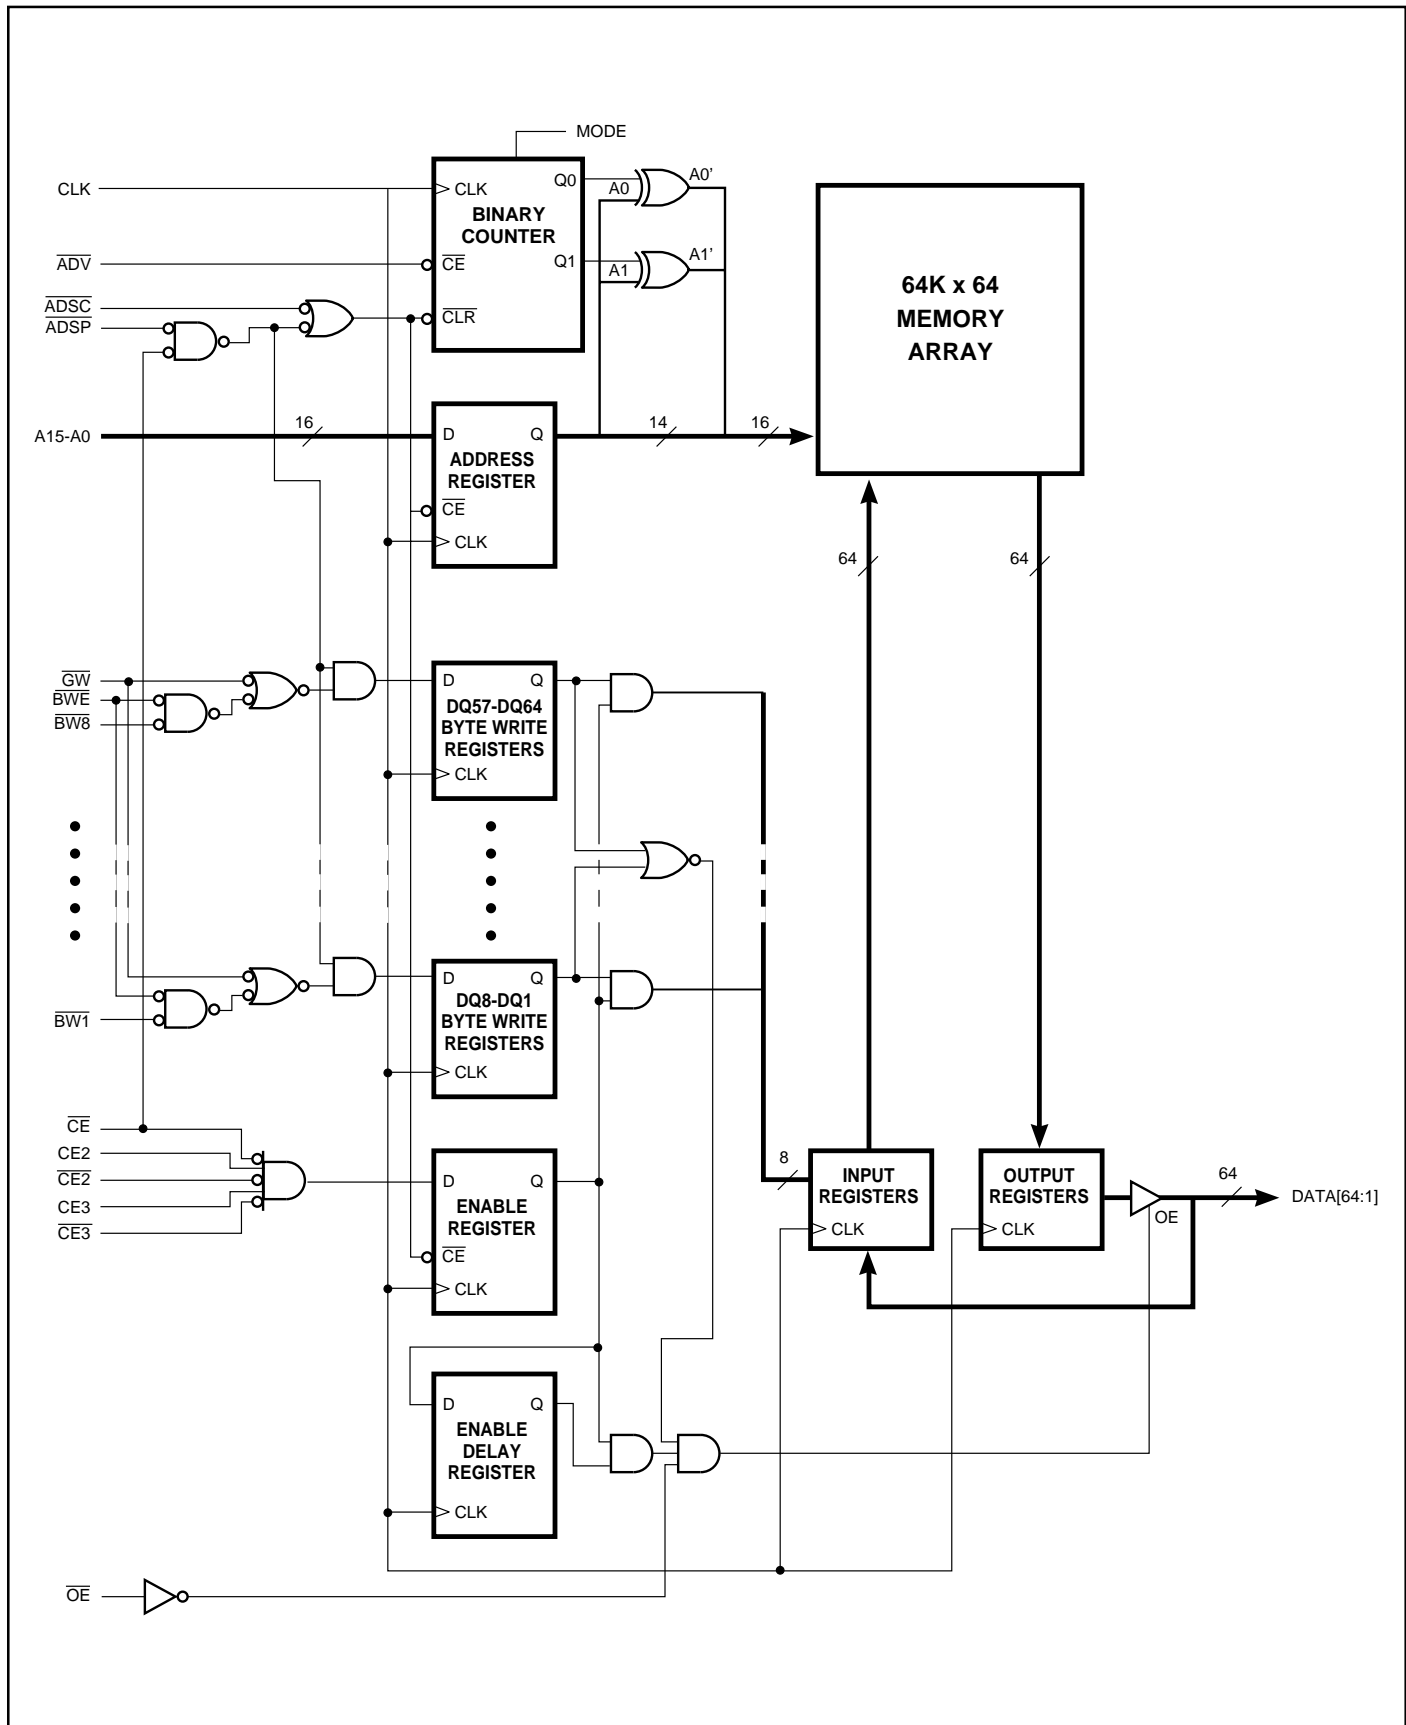 MODE
CLK
CLK
BINARY
COUNTER
Q0
A0
A0’
Q1
A1
A1’
ADV
CE
ADSC
ADSP
CLR
64K x 64
MEMORY
ARRAY
A15-A0
16
D
Q
14
16
ADDRESS
REGISTER
CE
CLK
64
64
GW
BWE
BW8
D
Q
DQ57-DQ64
BYTE WRITE
REGISTERS
CLK
D
Q
DQ8-DQ1
BYTE WRITE
REGISTERS
CLK
BW1
CE
CE2
CE2
CE3
CE3
D
Q
ENABLE
REGISTER
CE
CLK
8
INPUT
REGISTERS
CLK
OUTPUT
REGISTERS
CLK
OE
64
DATA[64:1]
D
Q
ENABLE
DELAY
REGISTER
CLK
OE